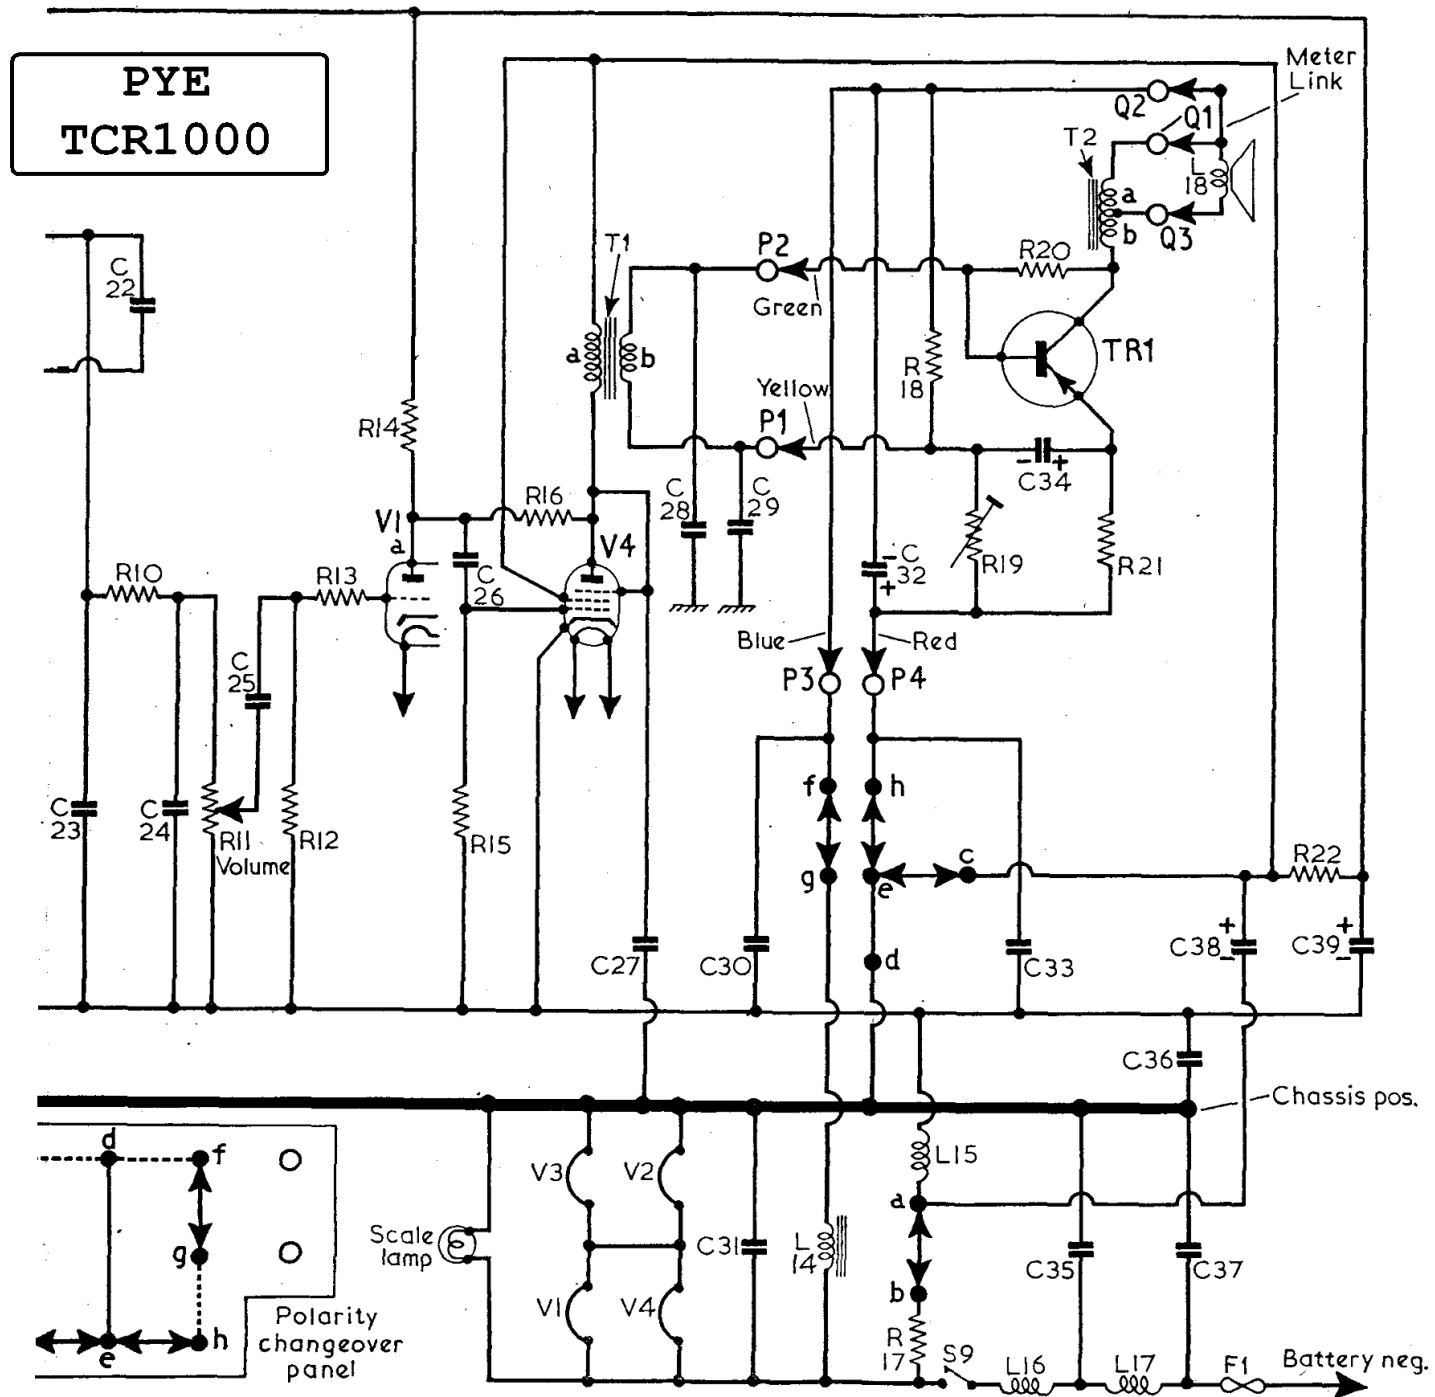 PYE
TCR1000
Meter
Link
Q2
Q1
T2
L
18
a
b
Q3
C
22
T1
P2
R20
Green
a
b
R
18
TR1
Yellow
P1
R14
C34
- +
R16
C
28
C
29
V1
a
V4
R10
R13
C
26
-
C
32
+
R19
R21
Blue
Red
C
25
P3
P4
f
h
C
23
C
24
R11
Volume
R12
R15
g
e
c
R22
+
C38
-
+
C39
-
C27
C30
d
C33
C36
Chassis pos.
d
f
V3
V2
L15
a
g
Scale
lamp
C31
L
14
C35
C37
b
V1
V4
e
h
Polarity
changeover
panel
R
17
S9
L16
L17
F1
Battery neg.